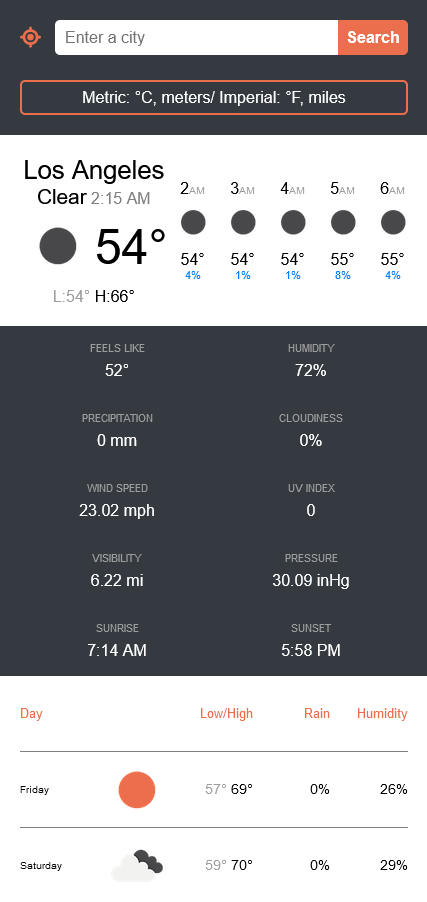 Enter a city
Search
Metric: °C, meters/ Imperial: °F, miles
Los Angeles
Clear 2:15 AM
54°
L:54° H:66°
2AM 3AM 4AM 5AM 6AM
54° 54° 54° 55° 55°
4% 1% 1% 8% 4%
FEELS LIKE HUMIDITY
52° 72%
PRECIPITATION CLOUDINESS
0 mm 0%
WIND SPEED UV INDEX
23.02 mph 0
VISIBILITY PRESSURE
6.22 mi 30.09 inHg
SUNRISE SUNSET
7:14 AM 5:58 PM
Day Low/High Rain Humidity
Friday 57° 69° 0% 26%
Saturday 59° 70° 0% 29%